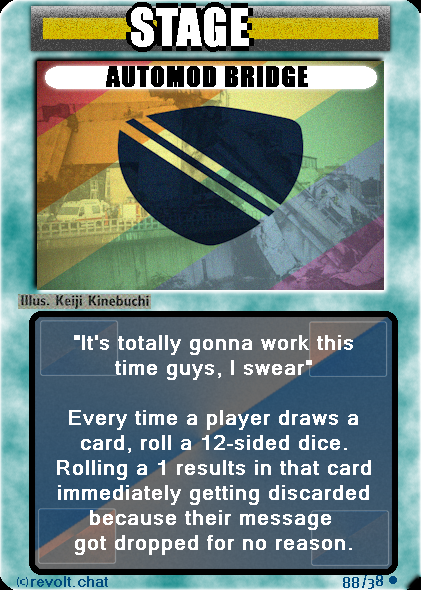 STAGE
AUTOMOD BRIDGE
Illus. Keiji Kinebuchi
"It's totally gonna work this
time guys, I swear"
Every time a player draws a
card, roll a 12-sided dice.
Rolling a 1 results in that card
immediately getting discarded
because their message
got dropped for no reason.
(c)revolt.chat
88/38 ●